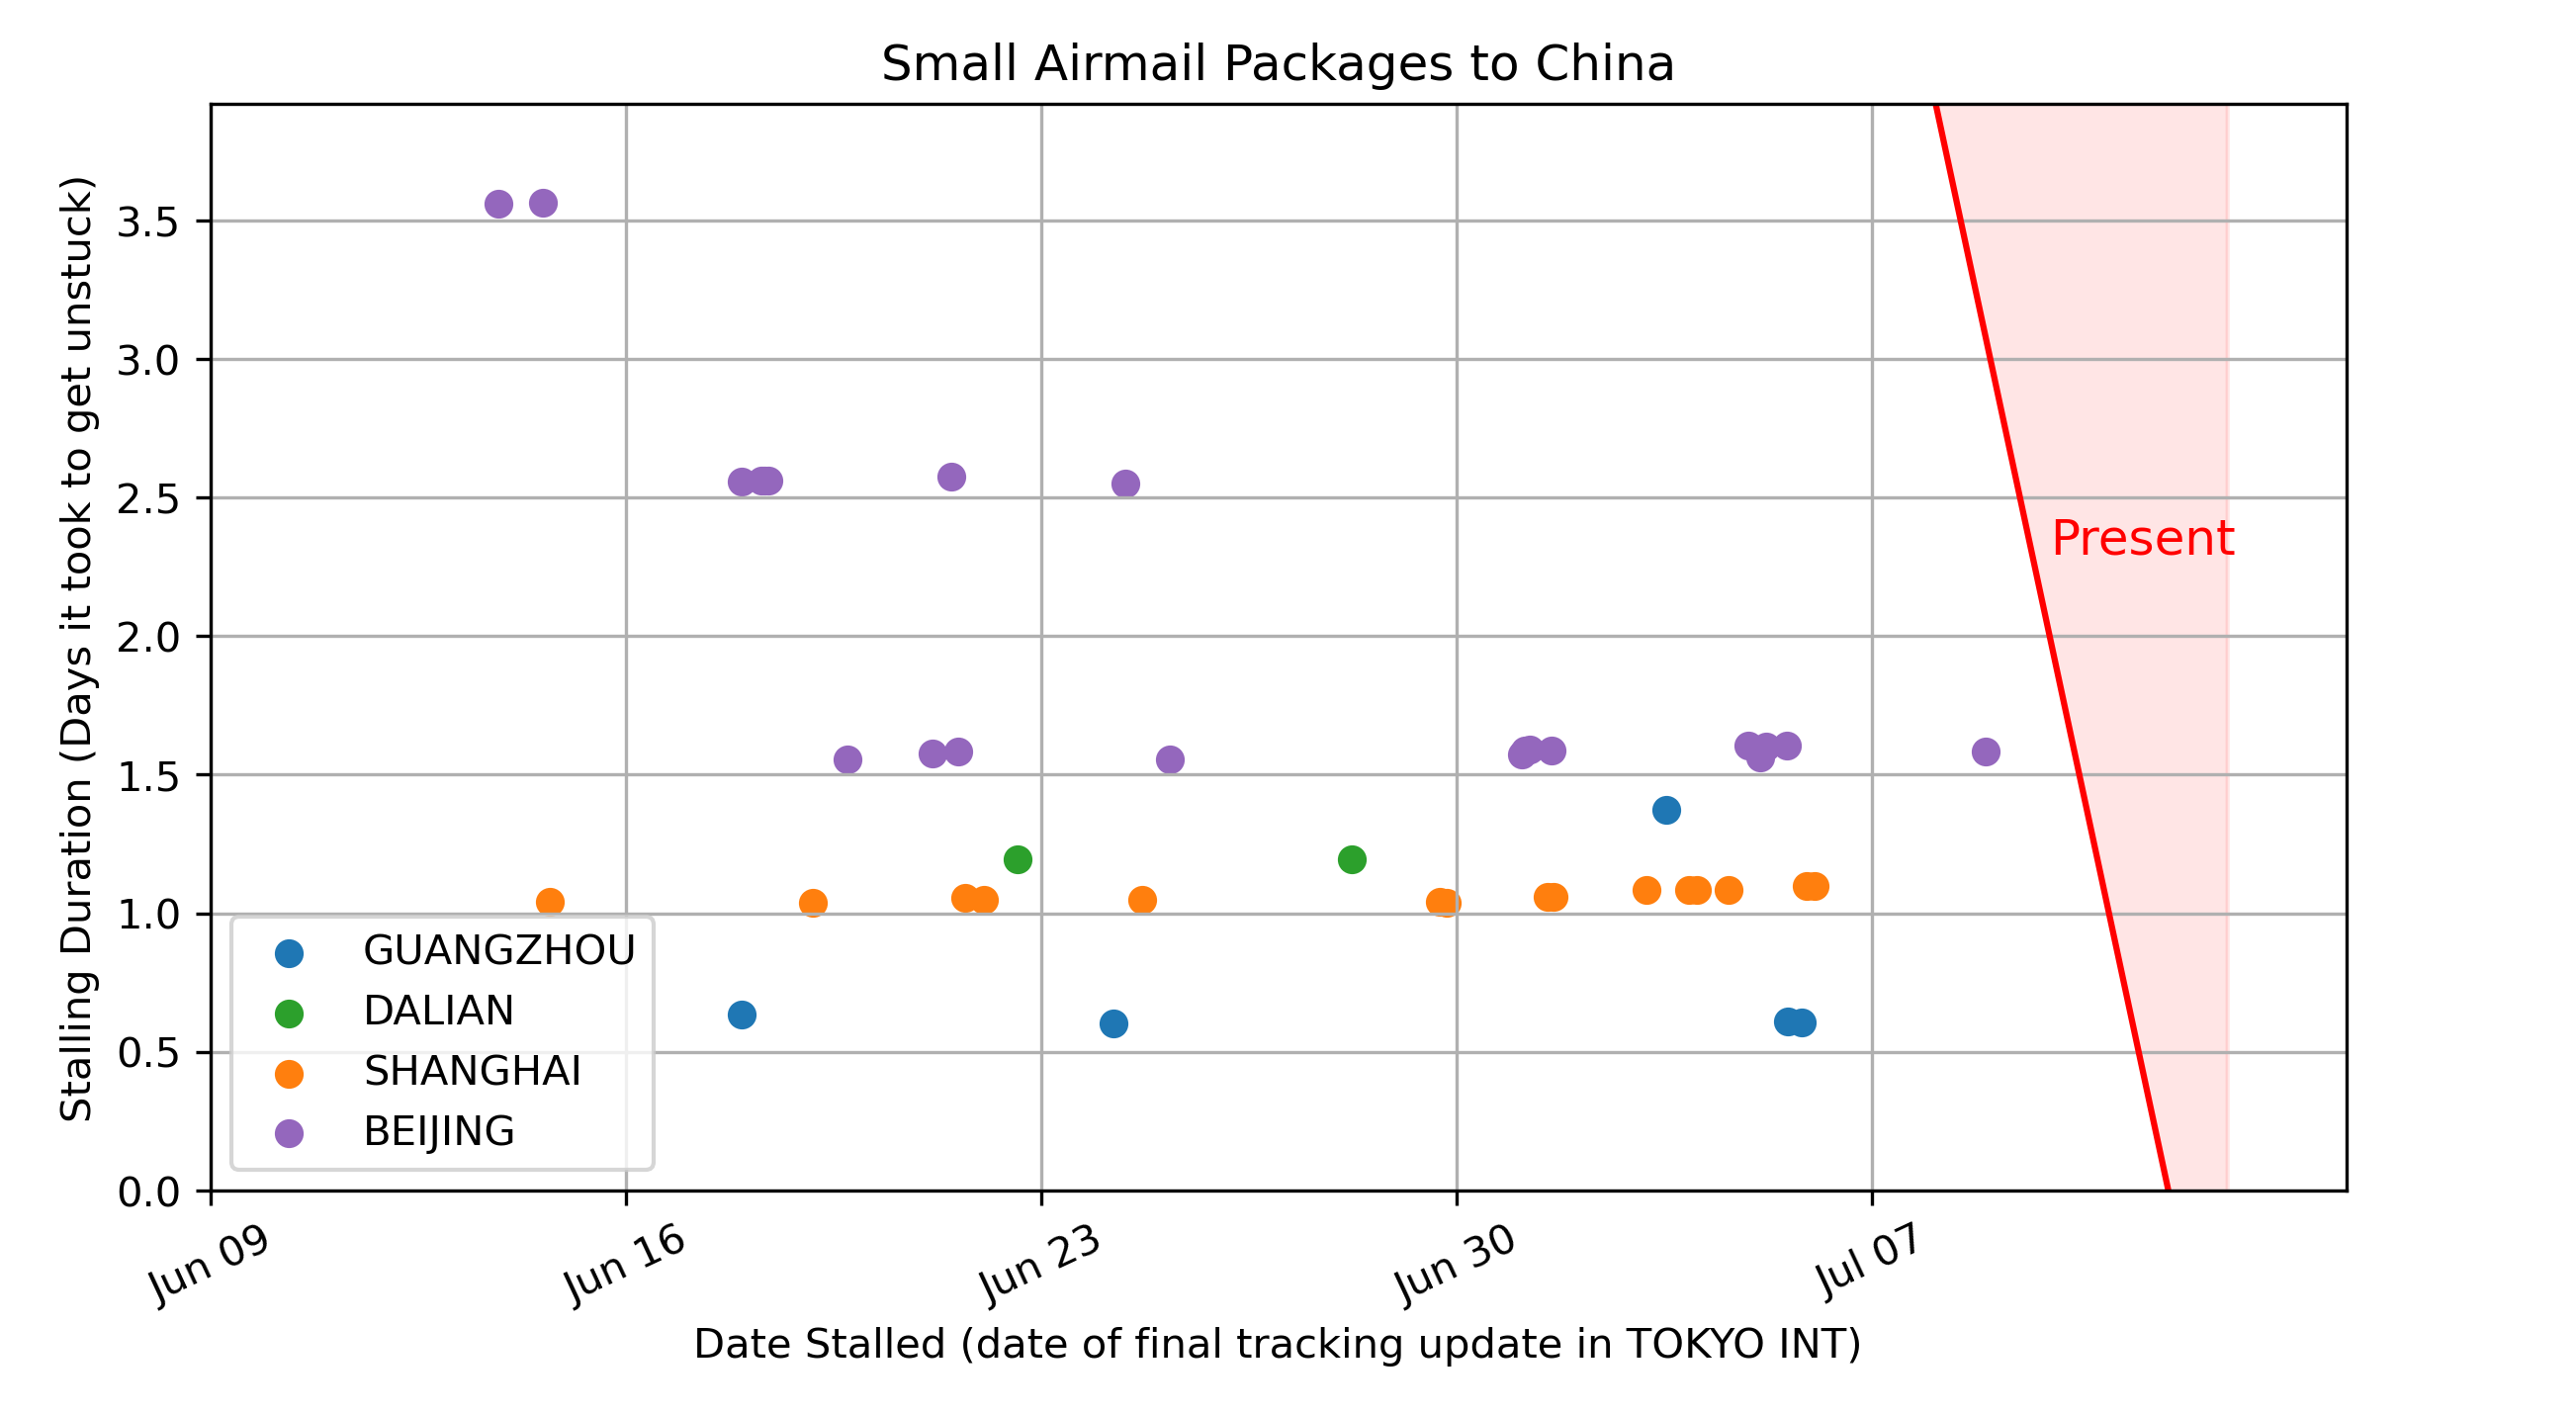 Small Airmail Packages to China
Stalling Duration (Days it took to get unstuck)
3.5
3.0
2.5
2.0
1.5
1.0
0.5
0.0
Present
GUANGZHOU
DALIAN
SHANGHAI
BEIJING
Jun 09
Jun 16
Jun 23
Jun 30
Jul 07
Date Stalled (date of final tracking update in TOKYO INT)